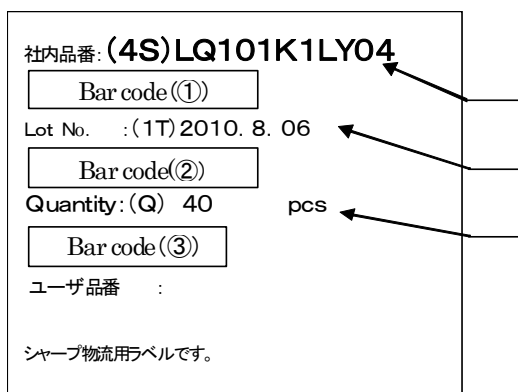 社内品番:(4S)LQ101K1LY04
Bar code(①)
Lot No. :(1T)2010. 8. 06
Bar code(②)
Quantity:(Q) 40 pcs
Bar code(③)
ユーザ品番 :
シャープ物流用ラベルです。